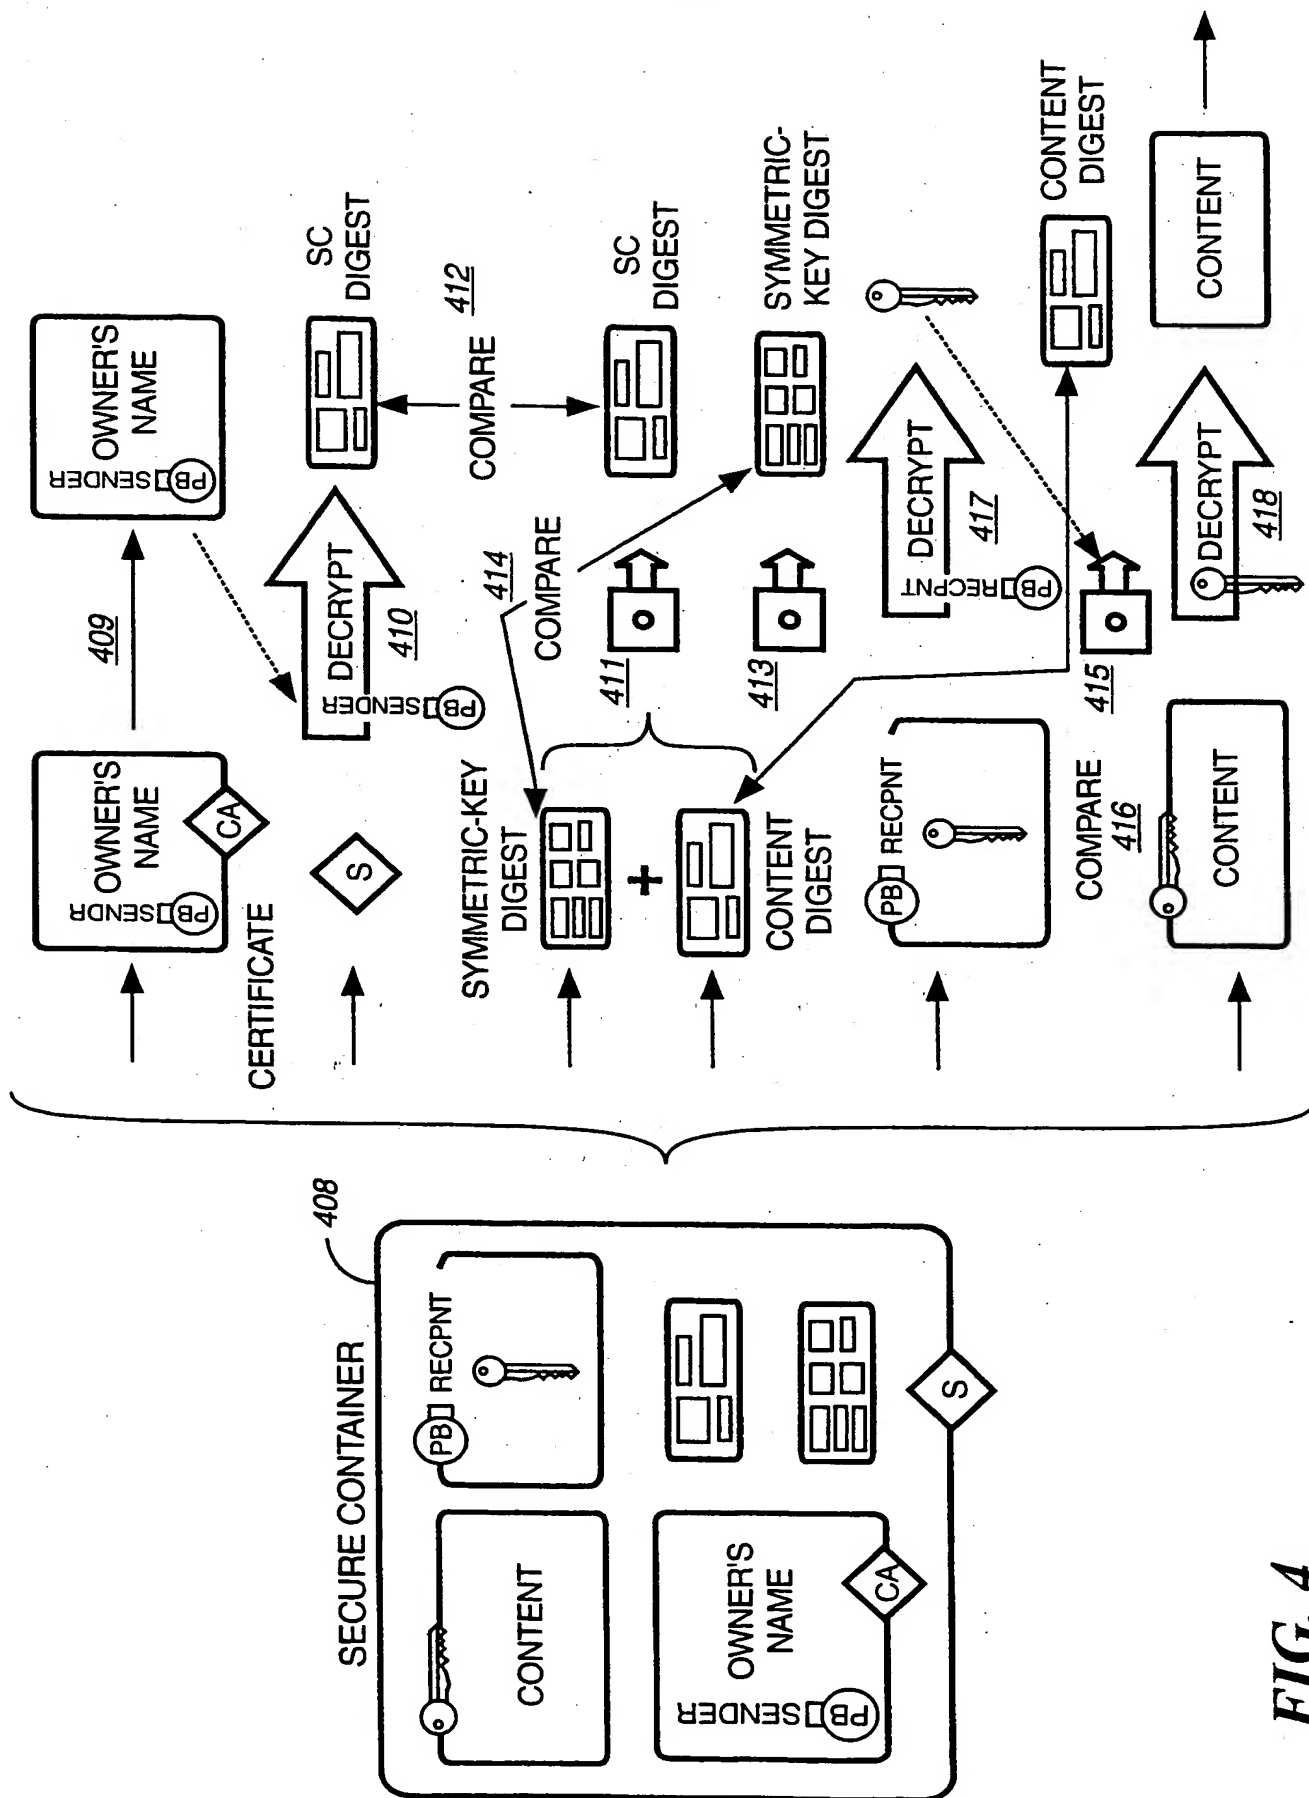 SECURE CONTAINER
408
CONTENT
PB
RECPNT
OWNER'S
NAME
PB
SENDER
CA
S
OWNER'S
NAME
PB
SENDR
CA
CERTIFICATE
409
OWNER'S
NAME
PB
SENDER
S
DECRYPT
410
PB
SENDER
SC
DIGEST
COMPARE
412
SYMMETRIC-KEY
DIGEST
+
CONTENT
DIGEST
414
COMPARE
411
SC
DIGEST
413
SYMMETRIC-
KEY DIGEST
PB
RECPNT
DECRYPT
417
PB
RECPNT
COMPARE
416
415
CONTENT
DIGEST
CONTENT
DECRYPT
418
CONTENT
FIG. 4